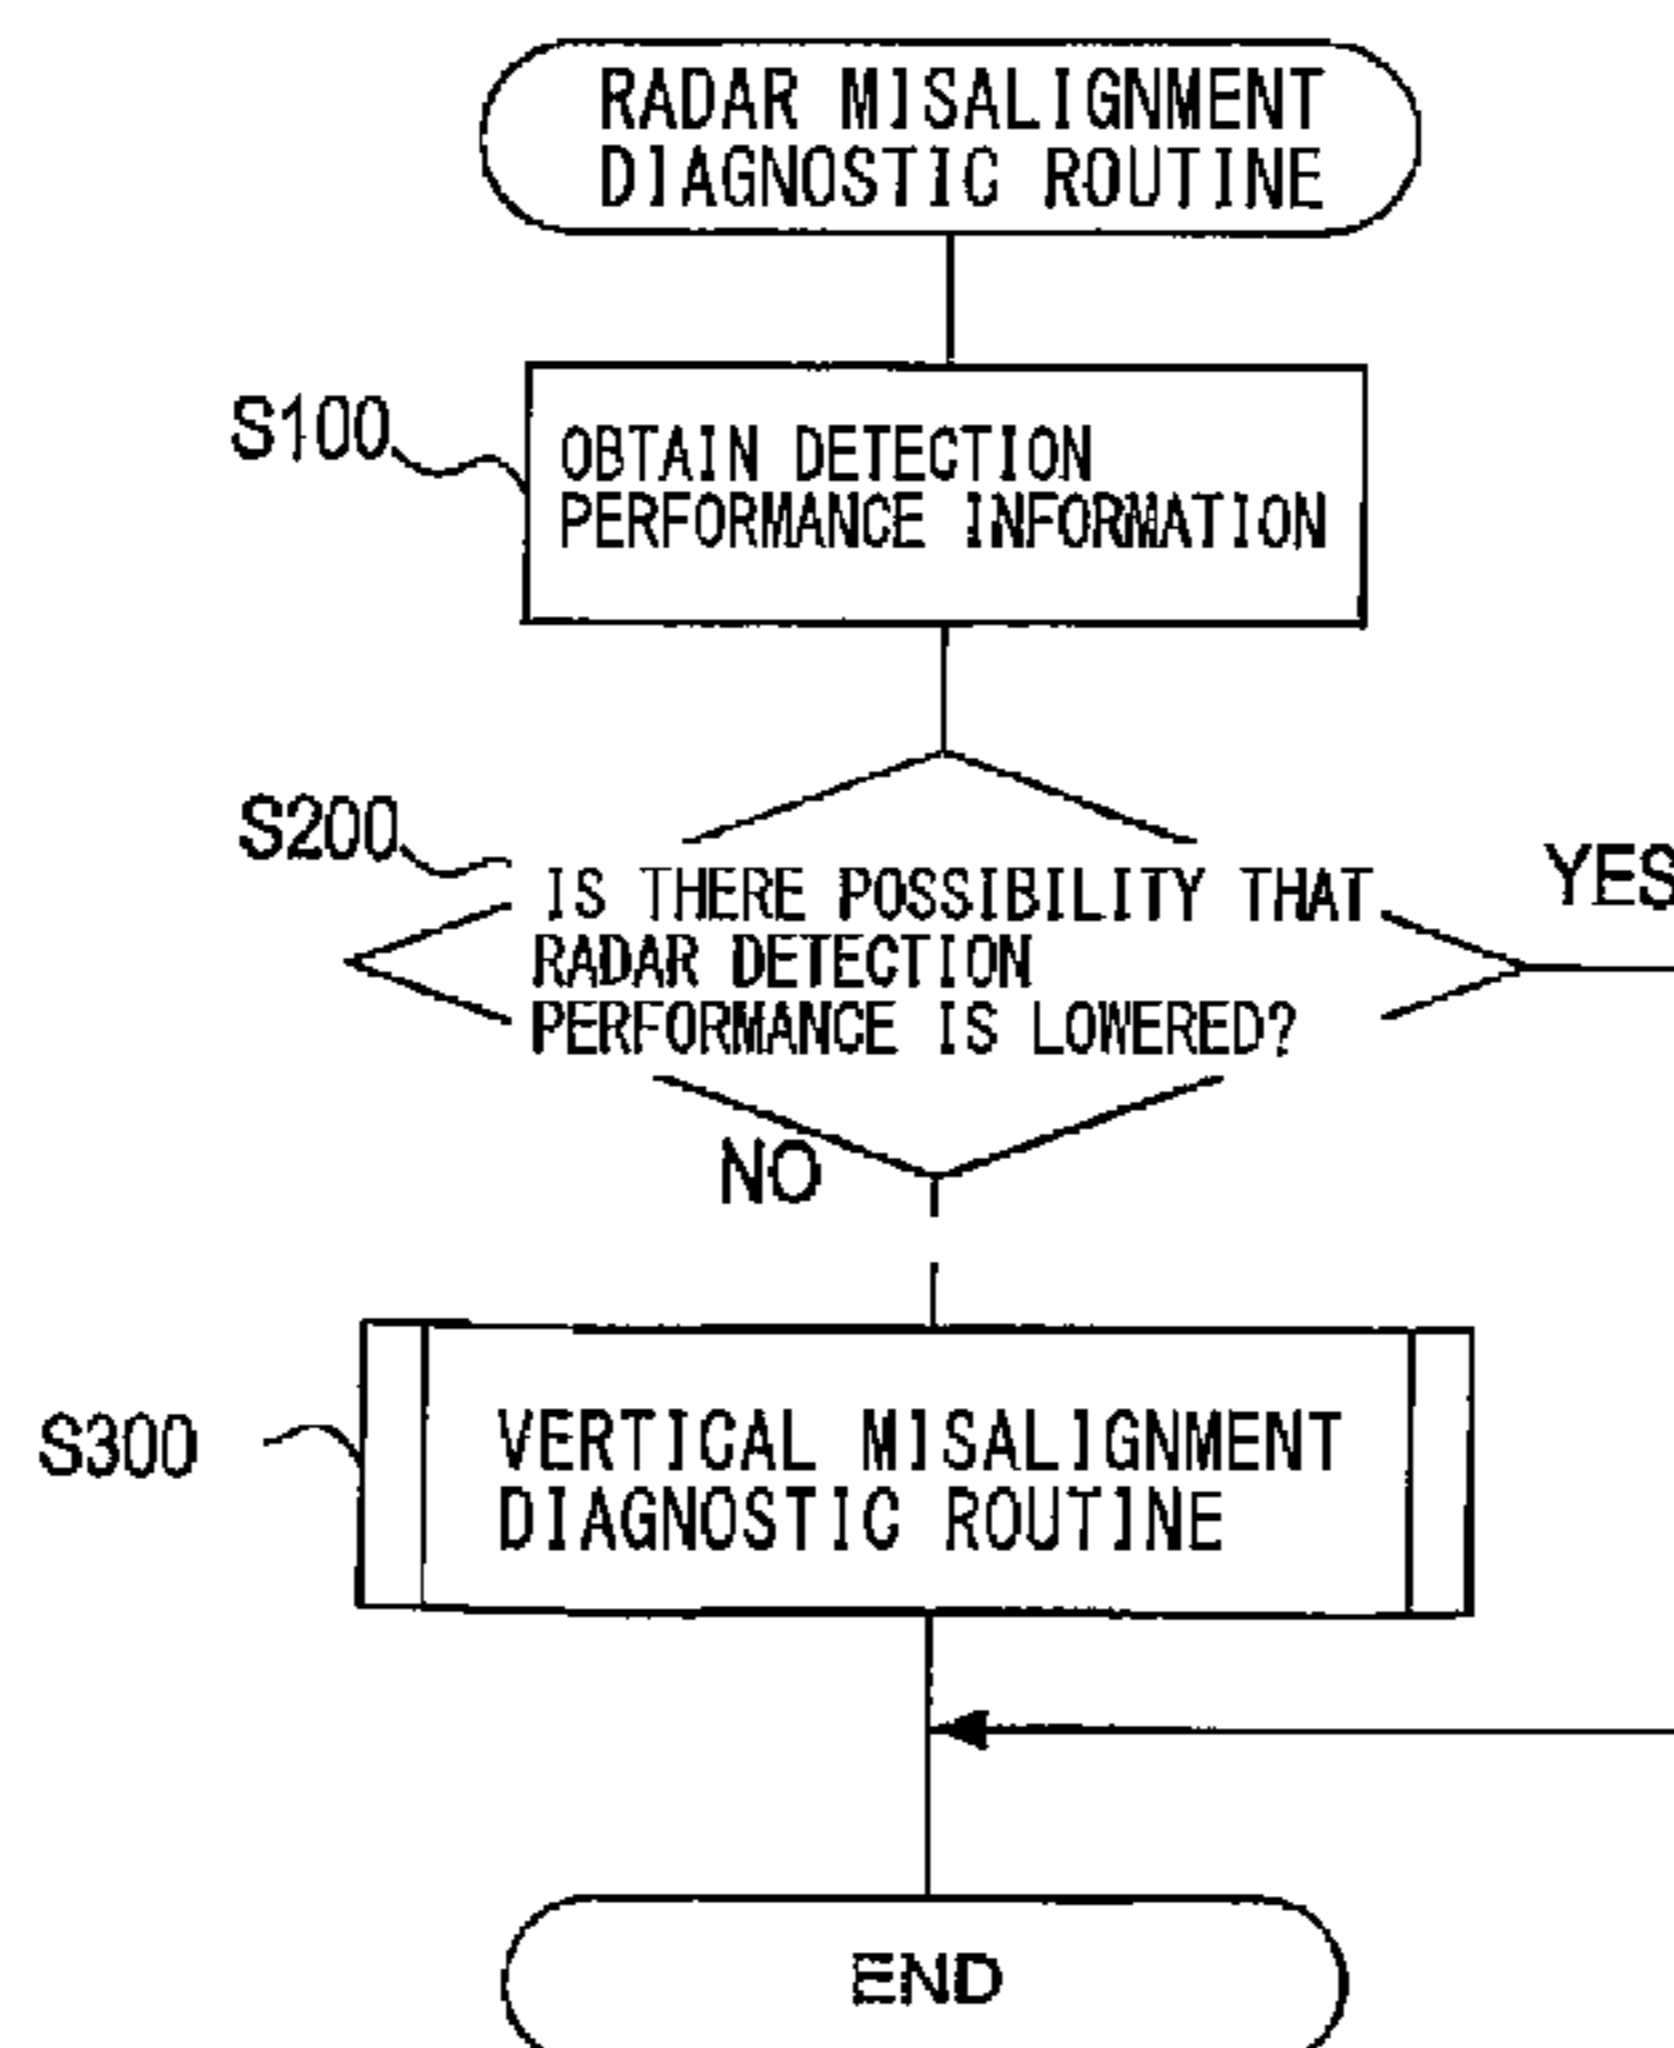 RADAR MISALIGNMENT
DIAGNOSTIC ROUTINE
S100
OBTAIN DETECTION
PERFORMANCE INFORMATION
S200
IS THERE POSSIBILITY THAT
RADAR DETECTION
PERFORMANCE IS LOWERED?
YES
NO
S300
VERTICAL MISALIGNMENT
DIAGNOSTIC ROUTINE
END